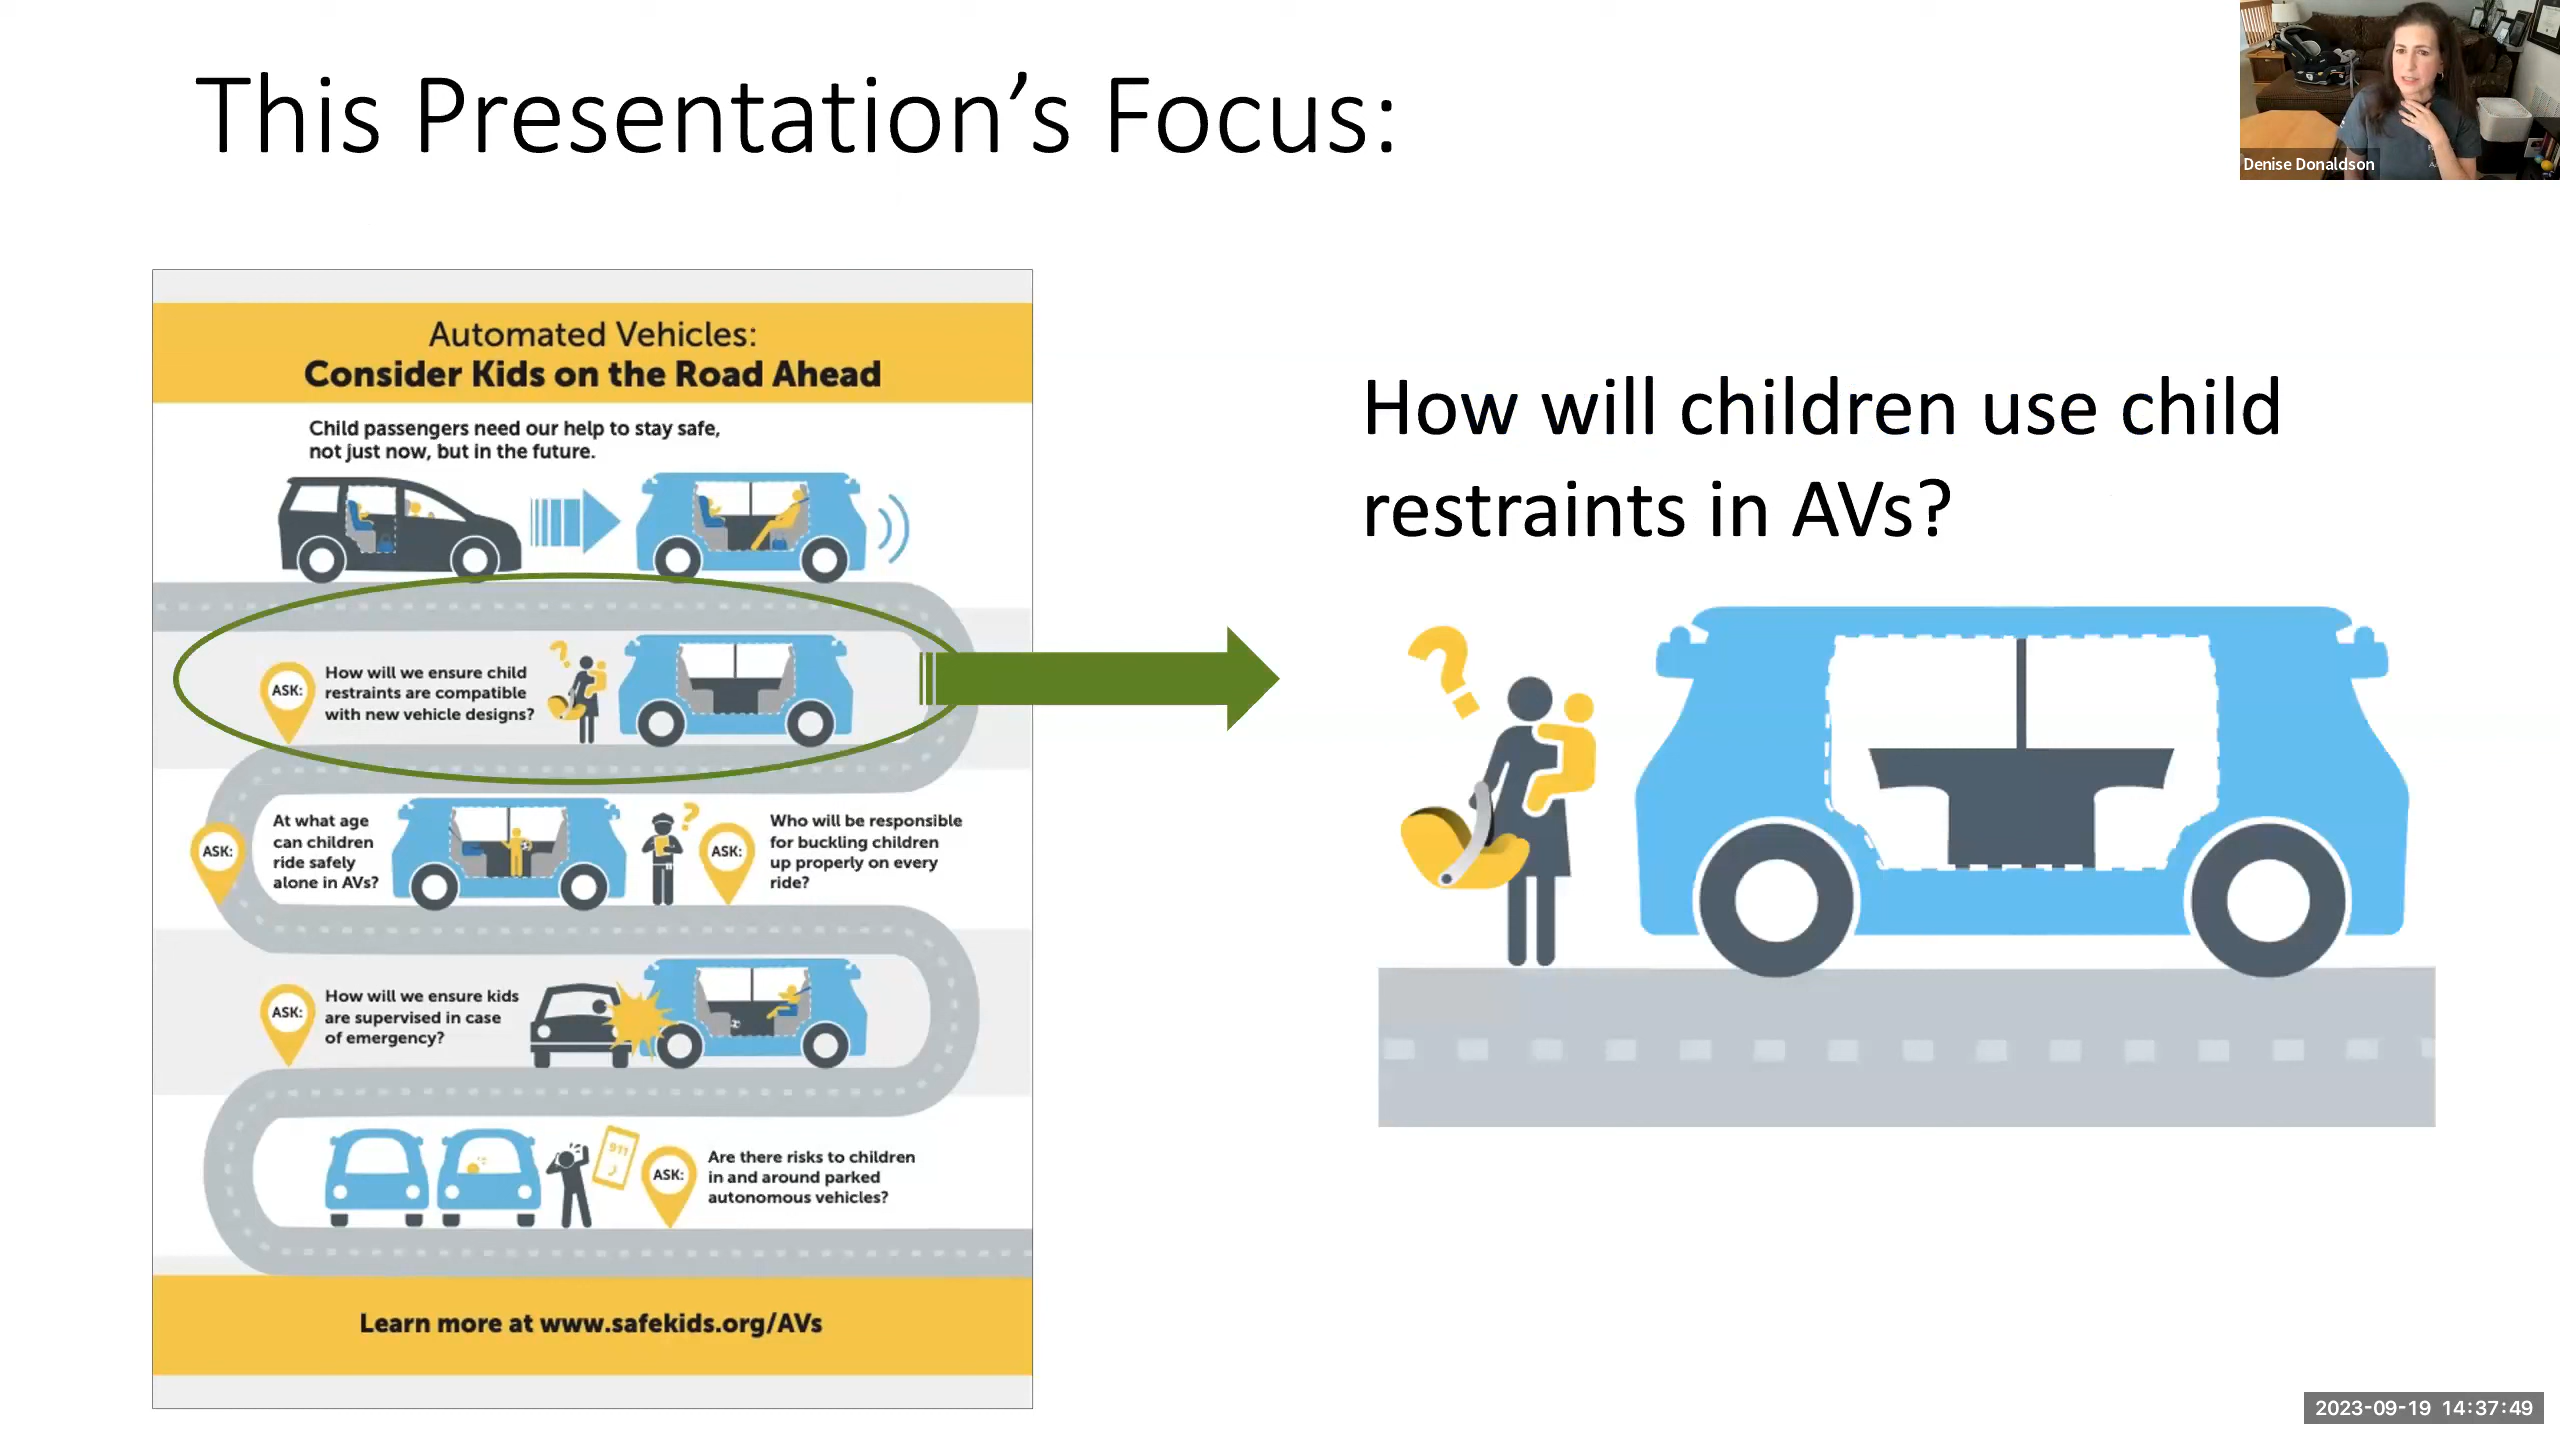 This Presentation’s Focus:
Denise Donaldson
Automated Vehicles:
Consider Kids on the Road Ahead
Child passengers need our help to stay safe,
not just now, but in the future.
ASK:
How will we ensure child
restraints are compatible
with new vehicle designs?
?
ASK:
At what age
can children
ride safely
alone in AVs?
?
ASK:
Who will be responsible
for buckling children
up properly on every
ride?
ASK:
How will we ensure kids
are supervised in case
of emergency?
911
ASK:
Are there risks to children
in and around parked
autonomous vehicles?
Learn more at www.safekids.org/AVs
How will children use child
restraints in AVs?
?
2023-09-19 14:37:49